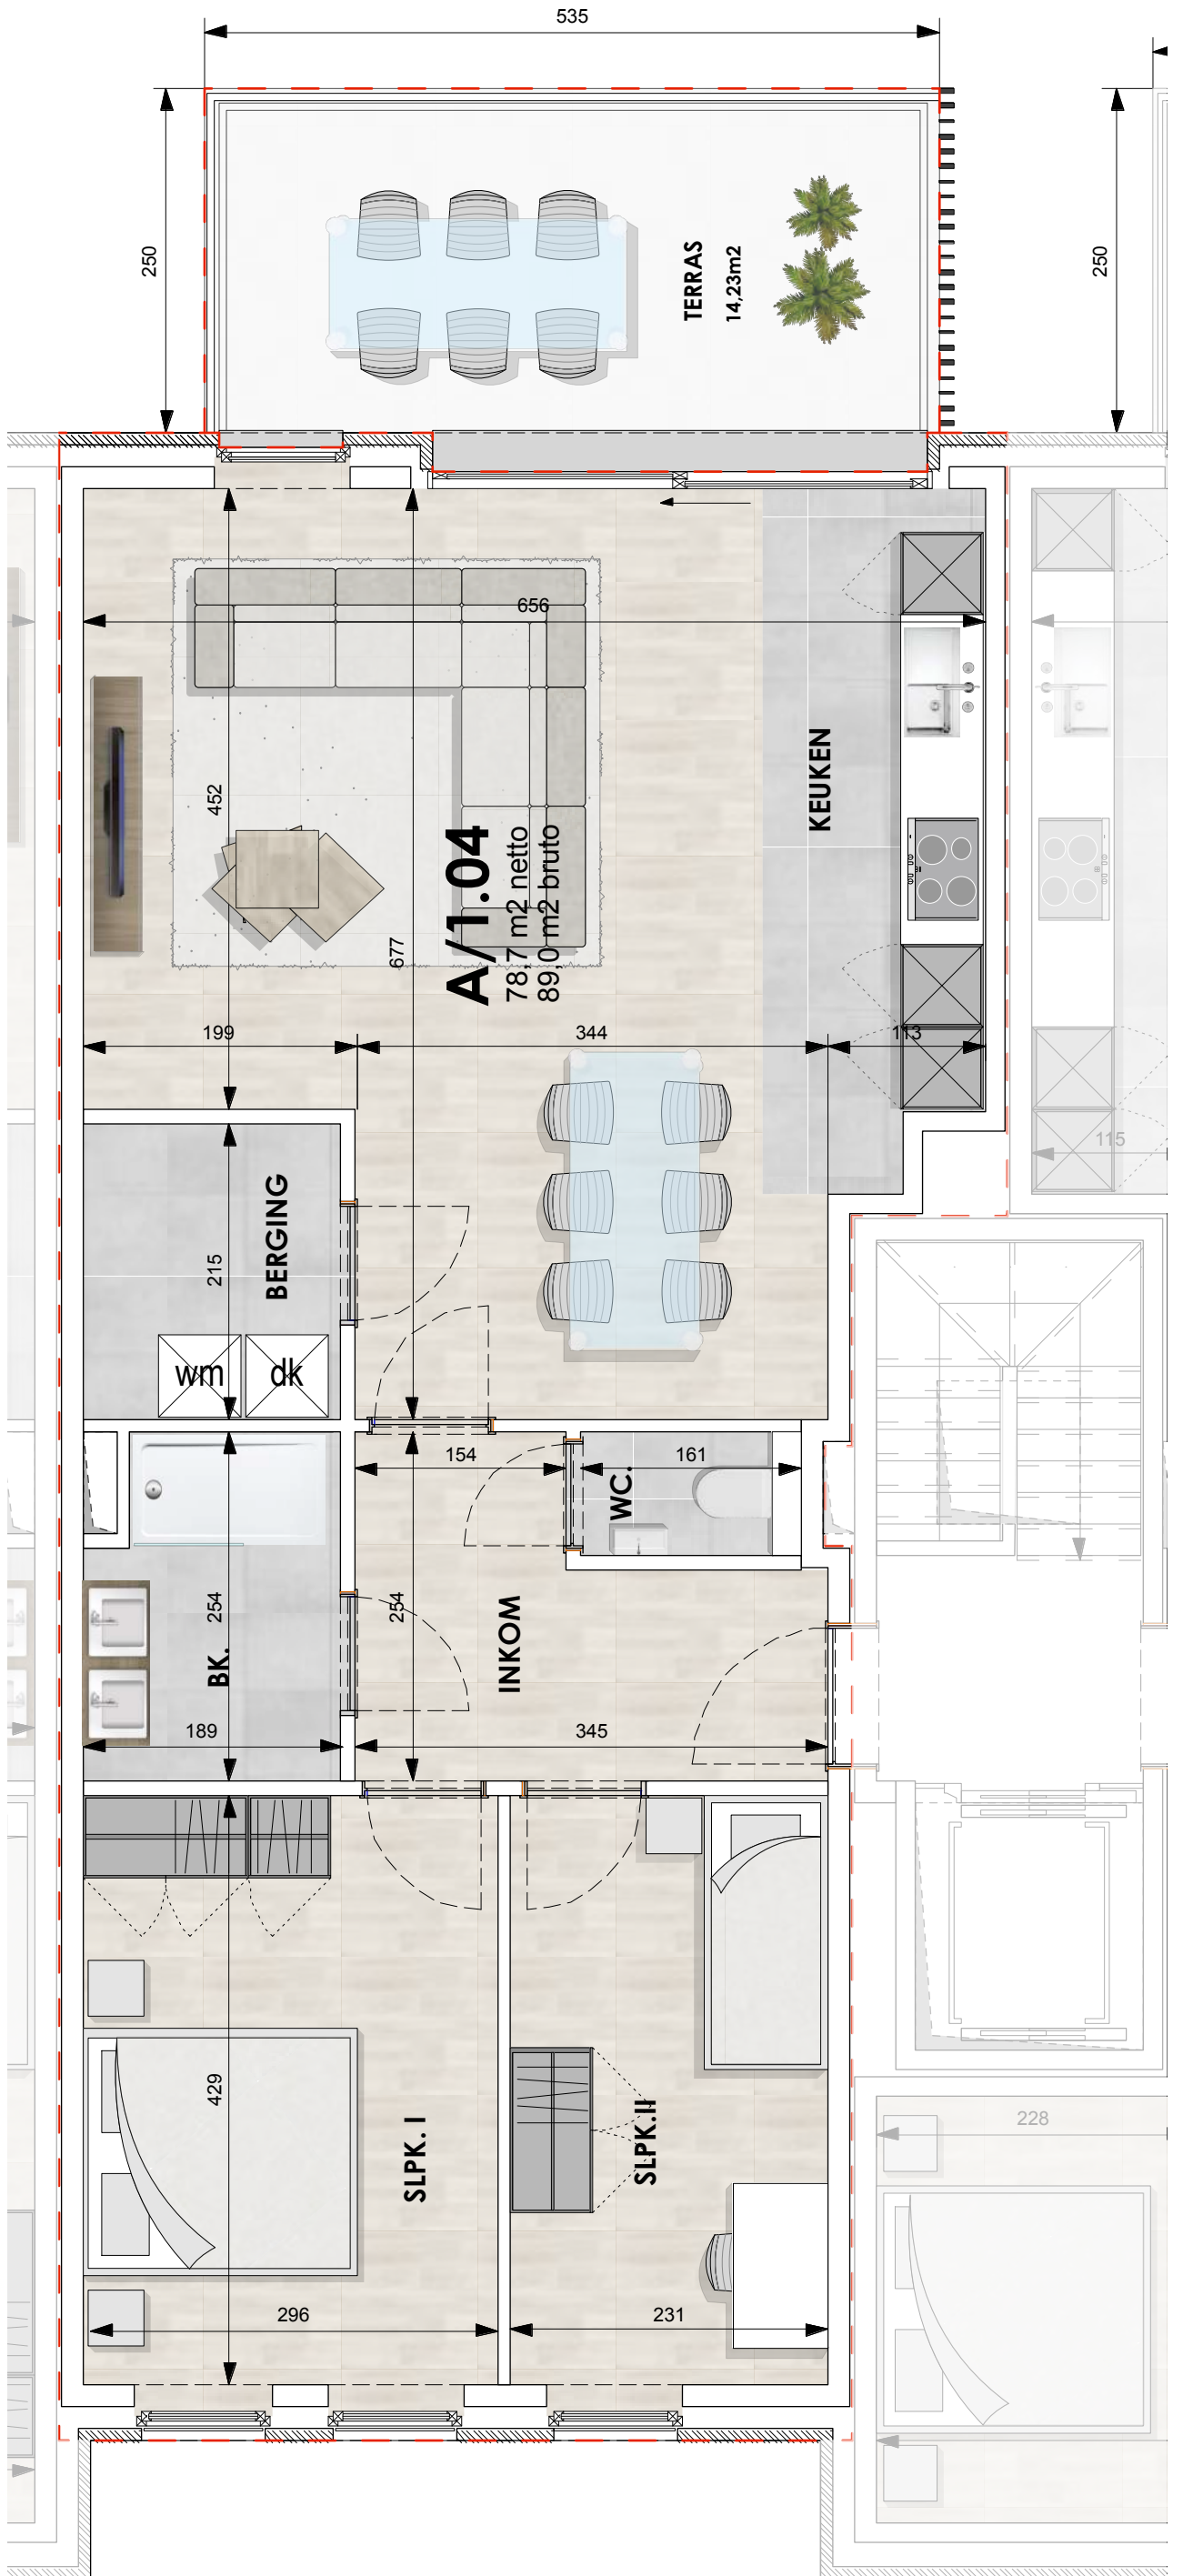 535
250
250
TERRAS
14,23m2
656
KEUKEN
452
677
A/1.04
78,7 m2 netto
89,0 m2 bruto
199
344
113
115
BERGING
215
wm
dk
154
161
WC.
254
254
BK.
INKOM
189
345
429
SLPK. I
SLPK.II
228
296
231